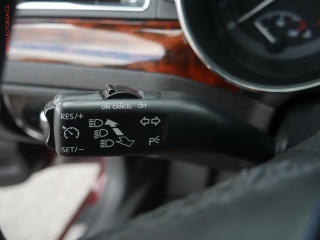 ON CANCEL OFF
RES/+
SET/-
P